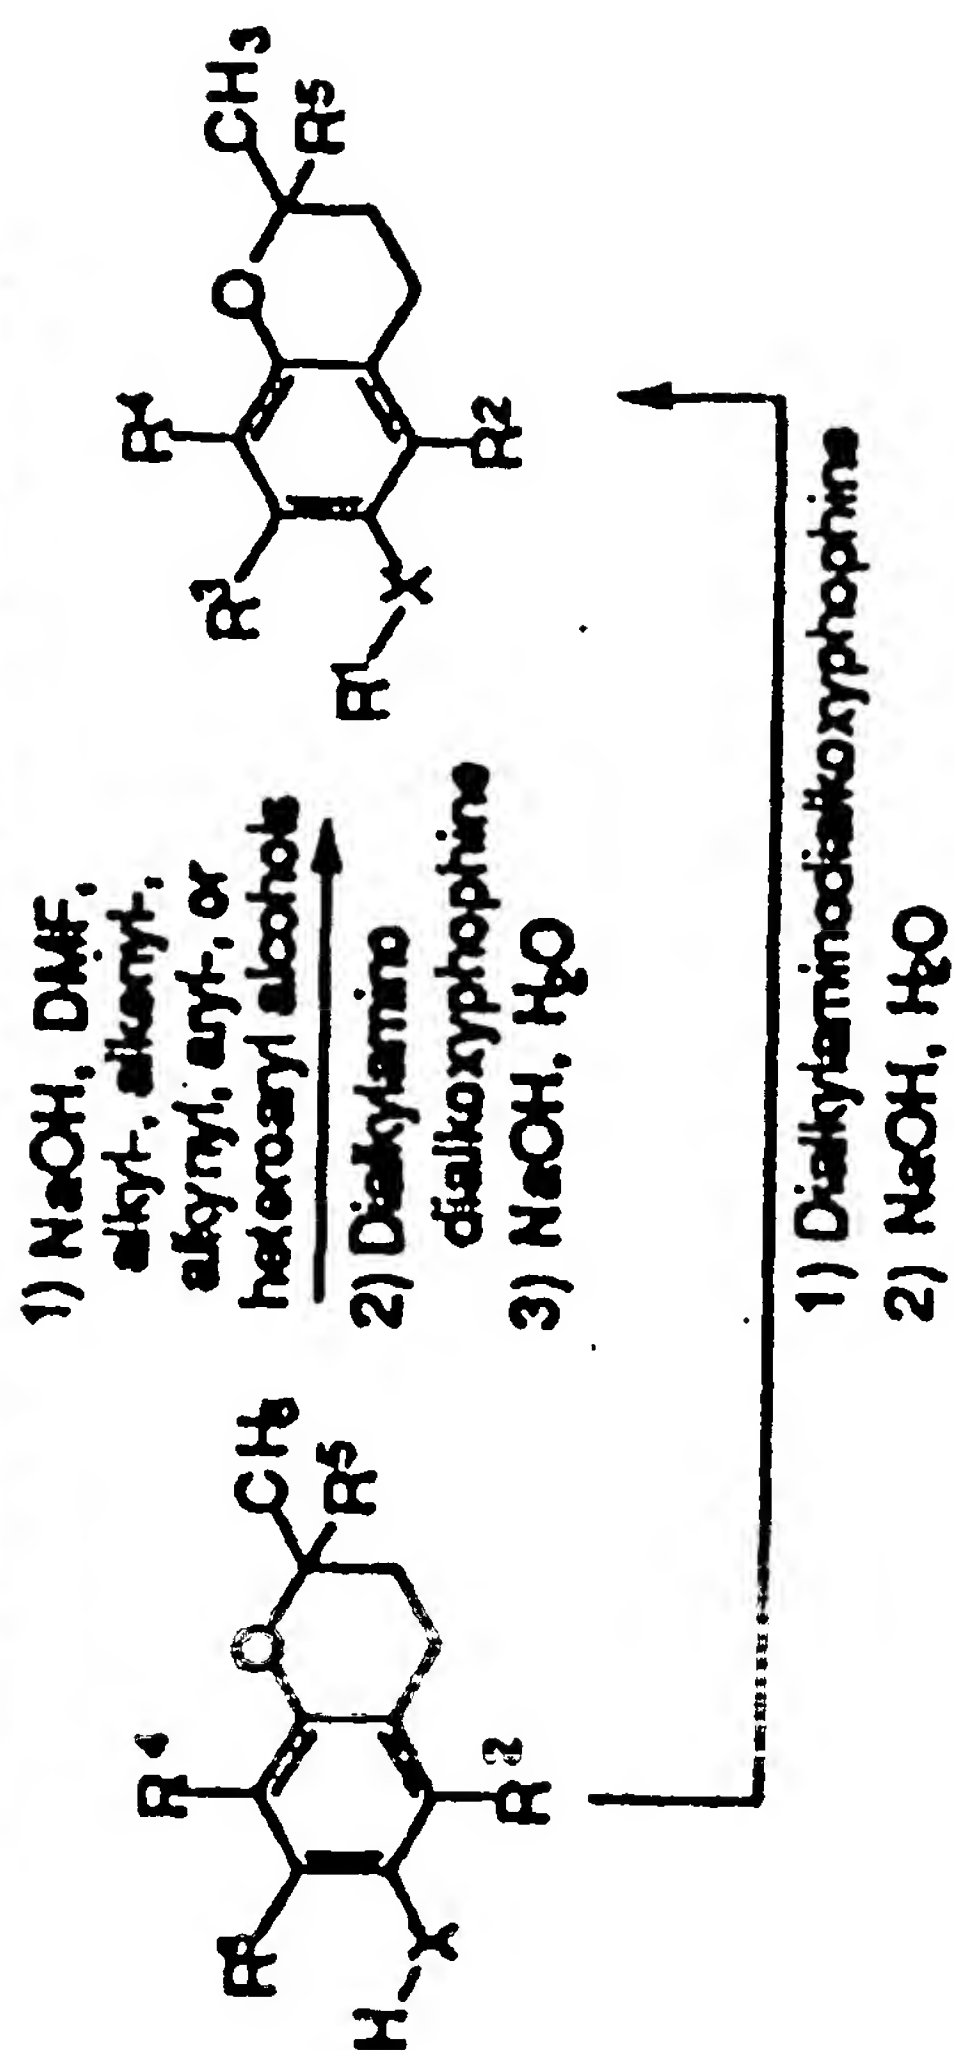 1) NaOH, DMF,
alkyl-, alkenyl-,
alkynyl, aryl-, or
heteroaryl alcohols
2) Dialkylamino
dialkoxyphophine
3) NaOH, H₂O
R⁴
O
CH₃
R⁵
R³
H
X
R²
R⁴
O
CH₃
R⁵
R³
R¹
X
R²
1) Dialkylaminodialkoxyphophine
2) NaOH, H₂O